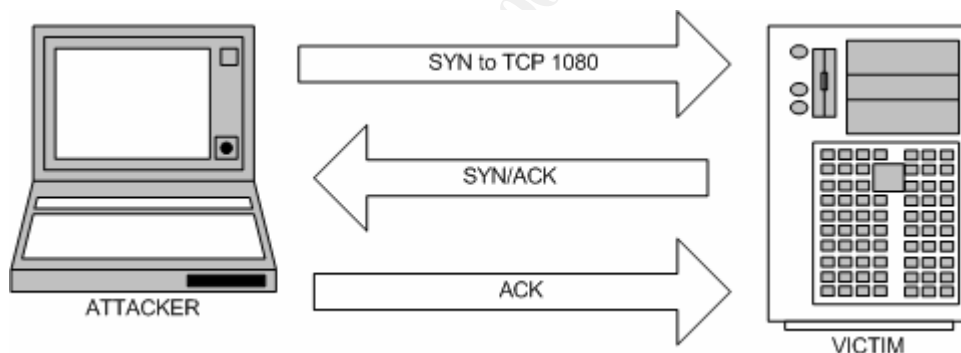 SYN to TCP 1080
SYN/ACK
ACK
ATTACKER
VICTIM